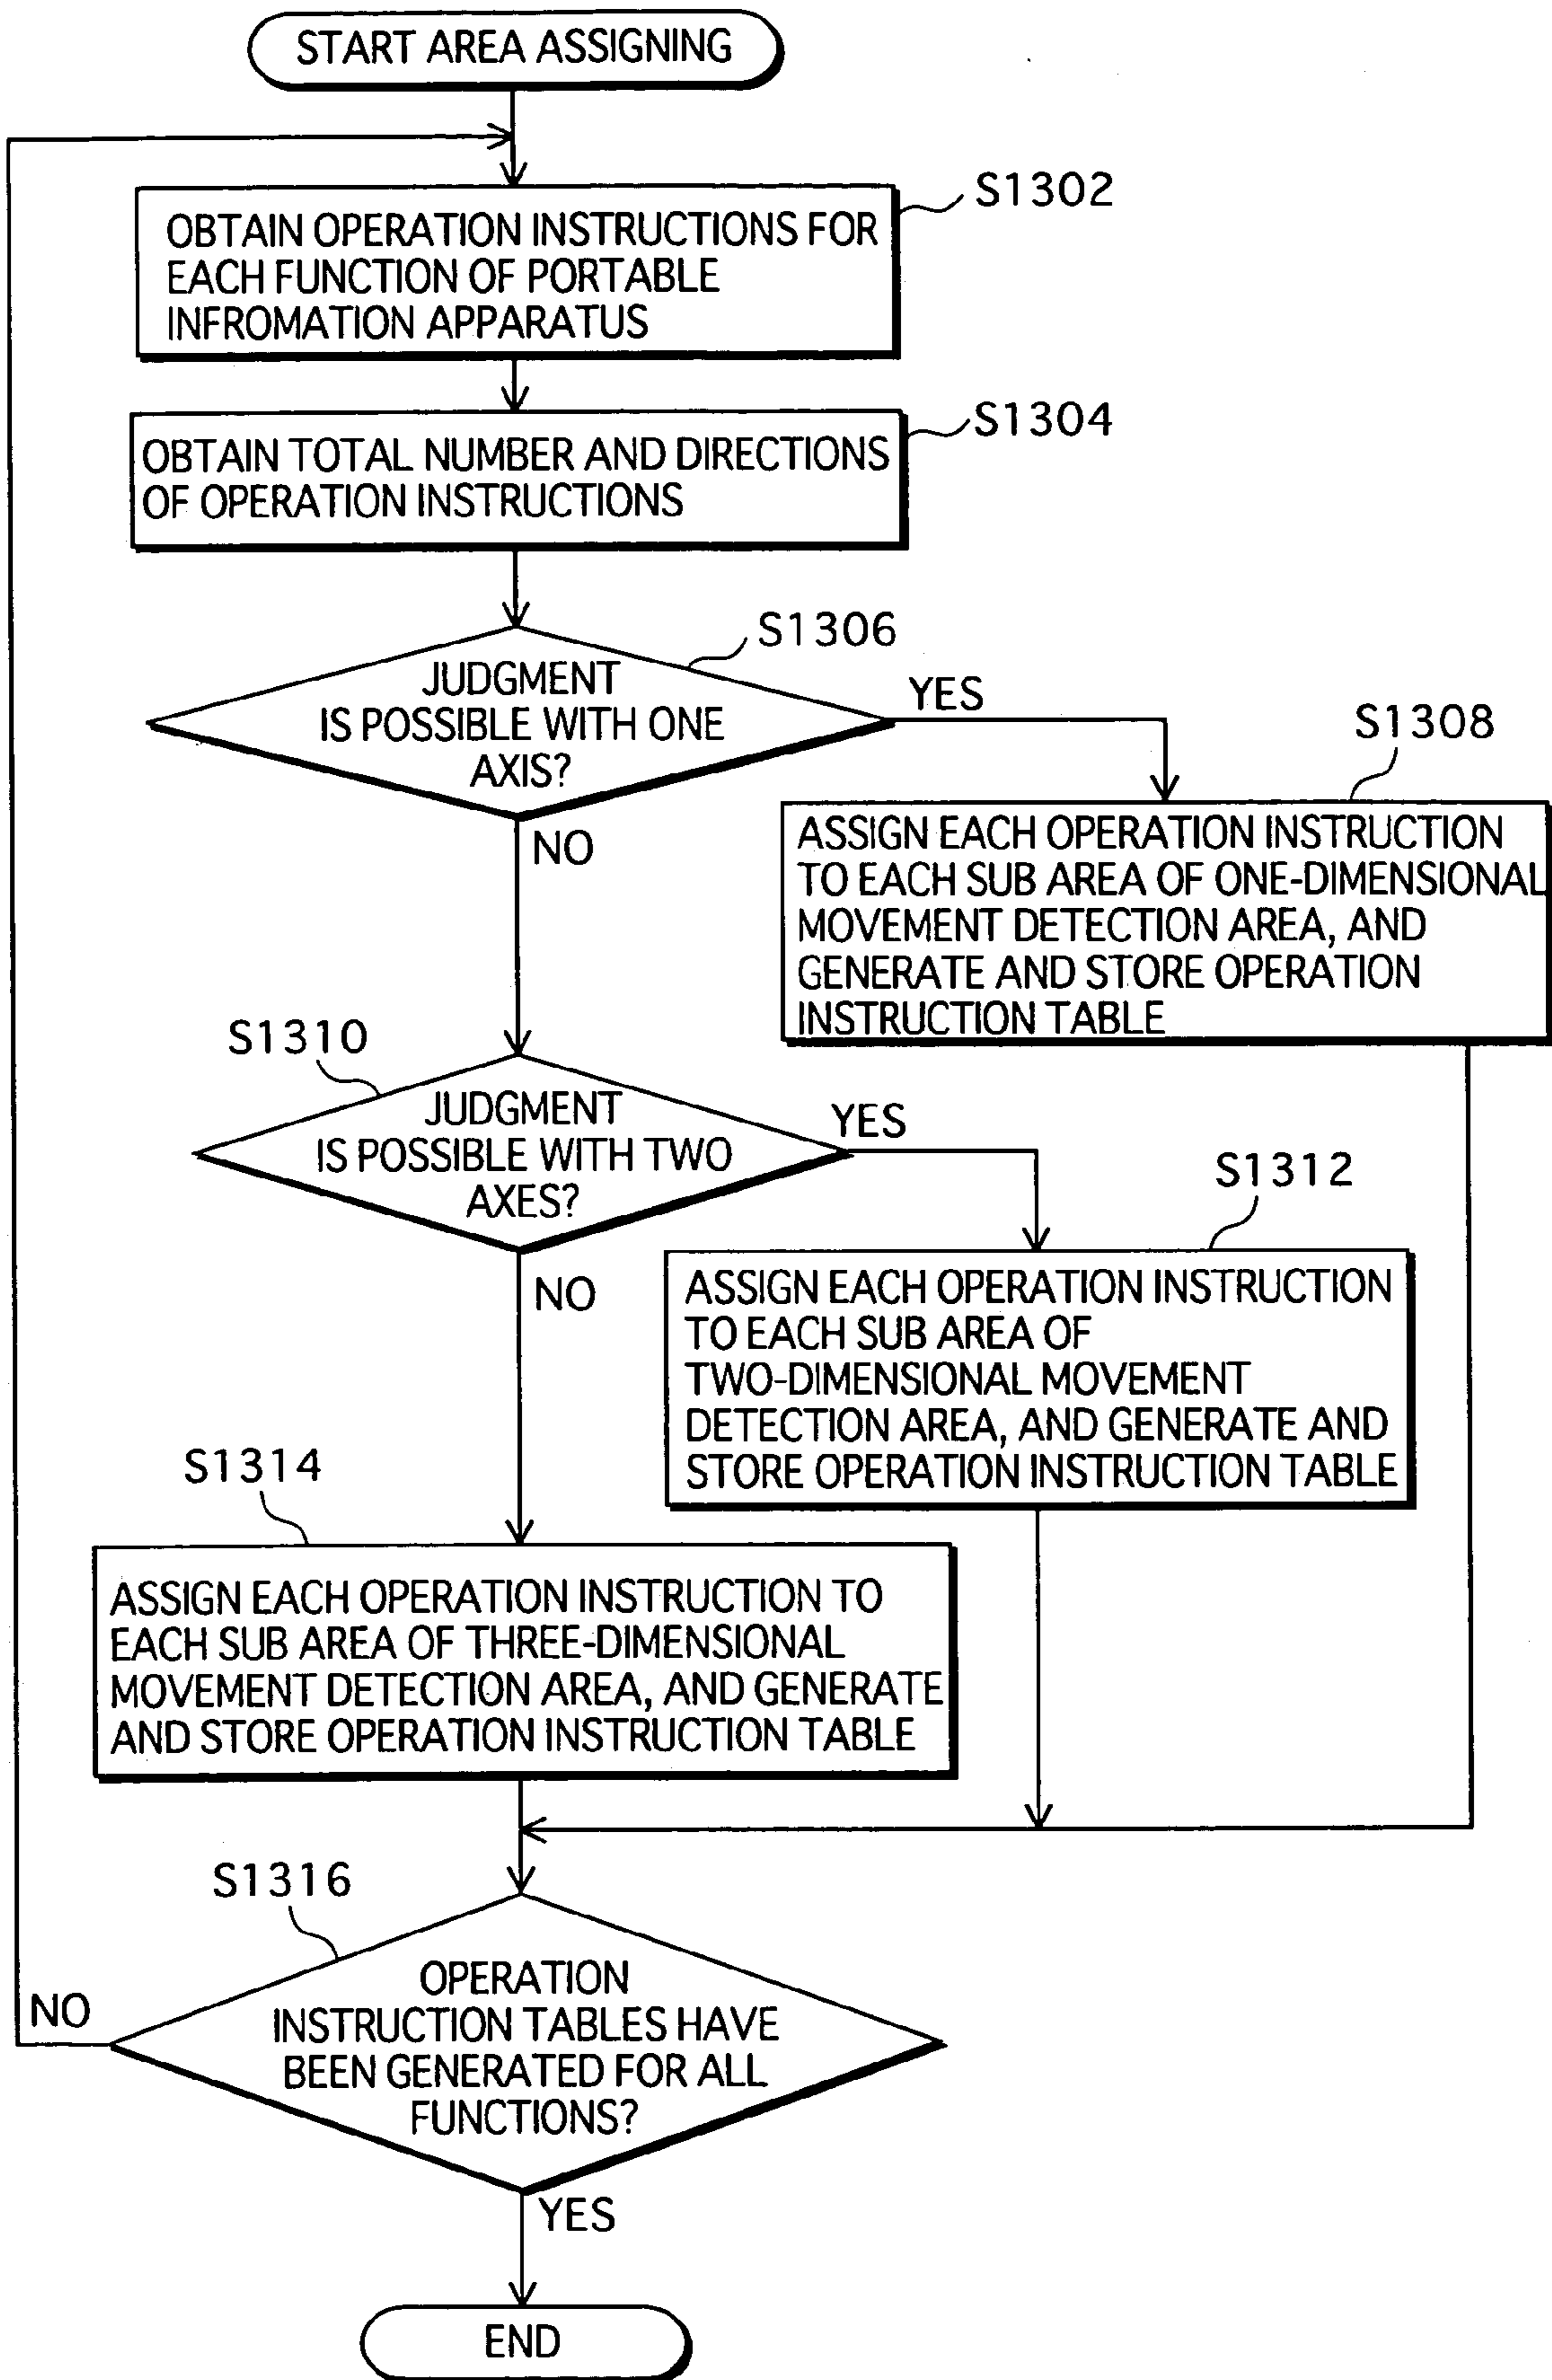 START AREA ASSIGNING
S1302
OBTAIN OPERATION INSTRUCTIONS FOR
EACH FUNCTION OF PORTABLE
INFROMATION APPARATUS
S1304
OBTAIN TOTAL NUMBER AND DIRECTIONS
OF OPERATION INSTRUCTIONS
S1306
JUDGMENT
IS POSSIBLE WITH ONE
AXIS?
YES
NO
S1308
ASSIGN EACH OPERATION INSTRUCTION
TO EACH SUB AREA OF ONE-DIMENSIONAL
MOVEMENT DETECTION AREA, AND
GENERATE AND STORE OPERATION
INSTRUCTION TABLE
S1310
JUDGMENT
IS POSSIBLE WITH TWO
AXES?
YES
NO
S1312
ASSIGN EACH OPERATION INSTRUCTION
TO EACH SUB AREA OF
TWO-DIMENSIONAL MOVEMENT
DETECTION AREA, AND GENERATE AND
STORE OPERATION INSTRUCTION TABLE
S1314
ASSIGN EACH OPERATION INSTRUCTION TO
EACH SUB AREA OF THREE-DIMENSIONAL
MOVEMENT DETECTION AREA, AND GENERATE
AND STORE OPERATION INSTRUCTION TABLE
S1316
OPERATION
INSTRUCTION TABLES HAVE
BEEN GENERATED FOR ALL
FUNCTIONS?
NO
YES
END